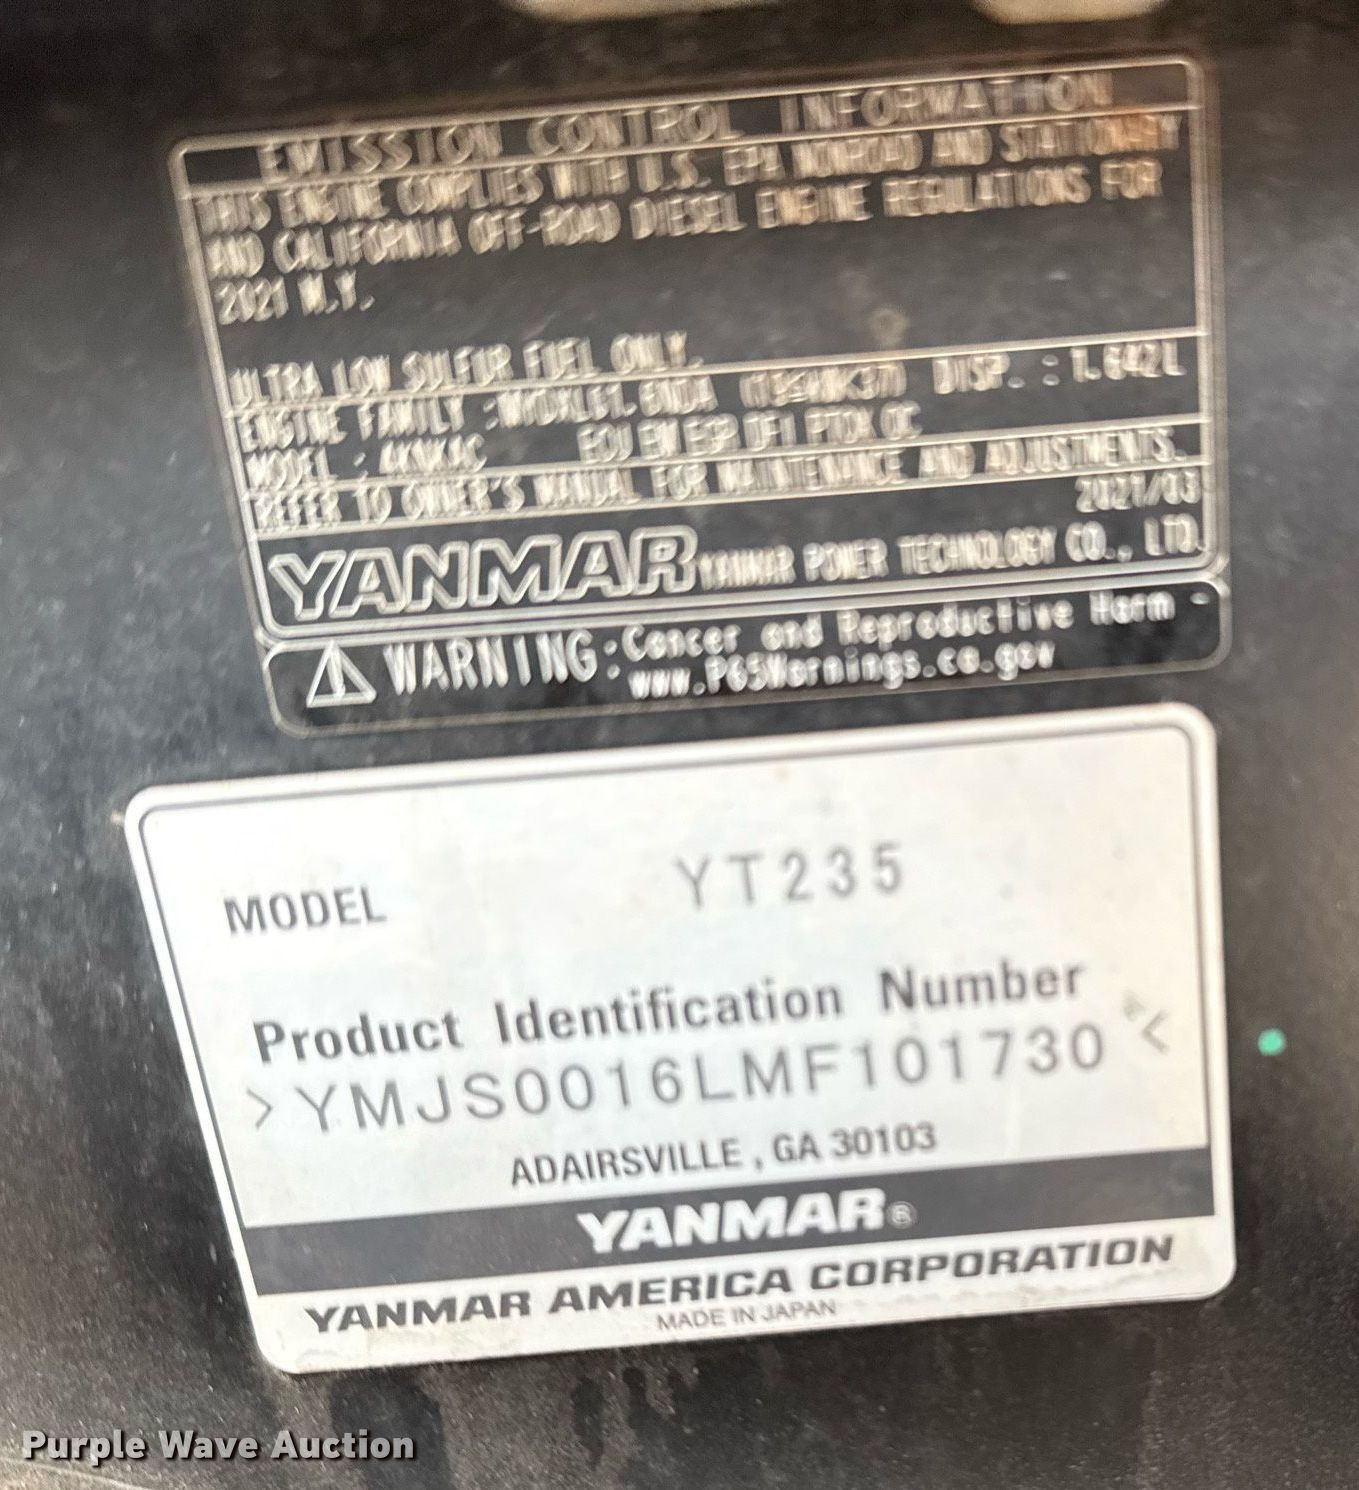 EMISSION CONTROL INFORMATION
THIS ENGINE COMPLIES WITH U.S. EPA NONROAD AND STATIONARY
AND CALIFORNIA OFF-ROAD DIESEL ENGINE REGULATIONS FOR
2021 M.Y.
ULTRA LOW SULFUR FUEL ONLY.
ENGINE FAMILY : DISP. : 1.642L
MODEL :
REFER TO OWNER'S MANUAL FOR MAINTENANCE AND ADJUSTMENTS.
2021/03
YANMAR YANMAR POWER TECHNOLOGY CO., LTD.
WARNING: Cancer and Reproductive Harm -
www.P65Warnings.ca.gov
MODEL YT235
Product Identification Number
>YMJS0016LMF101730<
ADAIRSVILLE, GA 30103
YANMAR®
YANMAR AMERICA CORPORATION
MADE IN JAPAN
Purple Wave Auction